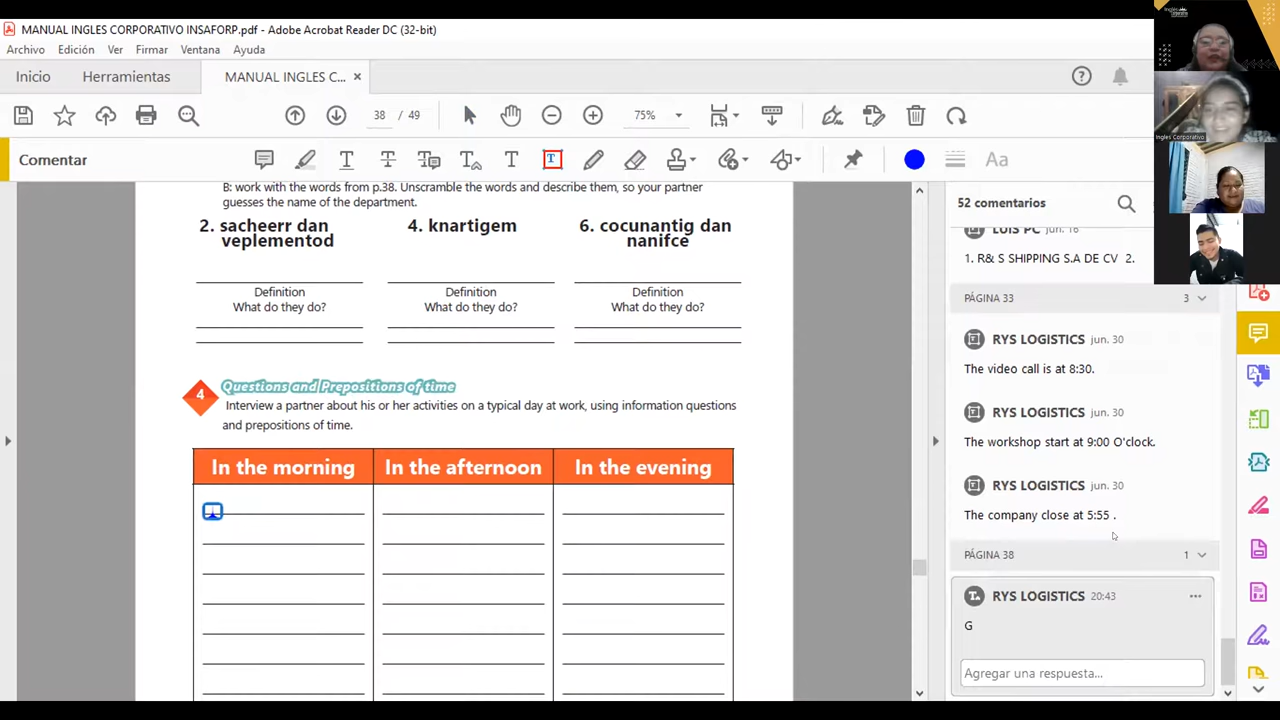 MANUAL INGLES CORPORATIVO INSAFORP.pdf - Adobe Acrobat Reader DC (32-bit)
Archivo Edición Ver Firmar Ventana Ayuda
Inicio Herramientas MANUAL INGLES C... ×
38 / 49 75%
Comentar
B: work with the words from p.38. Unscramble the words and describe them, so your partner
guesses the name of the department.
2. sacheerr dan
veplementod
4. knartigem
6. cocunantig dan
nanifce
Definition
What do they do?
Definition
What do they do?
Definition
What do they do?
4
Questions and Prepositions of time
Interview a partner about his or her activities on a typical day at work, using information questions
and prepositions of time.
In the morning In the afternoon In the evening
52 comentarios
LUIS PC jun. 16
1. R& S SHIPPING S.A DE CV 2.
PÁGINA 33 3
RYS LOGISTICS jun. 30
The video call is at 8:30.
RYS LOGISTICS jun. 30
The workshop start at 9:00 O'clock.
RYS LOGISTICS jun. 30
The company close at 5:55 .
PÁGINA 38 1
RYS LOGISTICS 20:43
G
Agregar una respuesta...
Ingles Corporativo